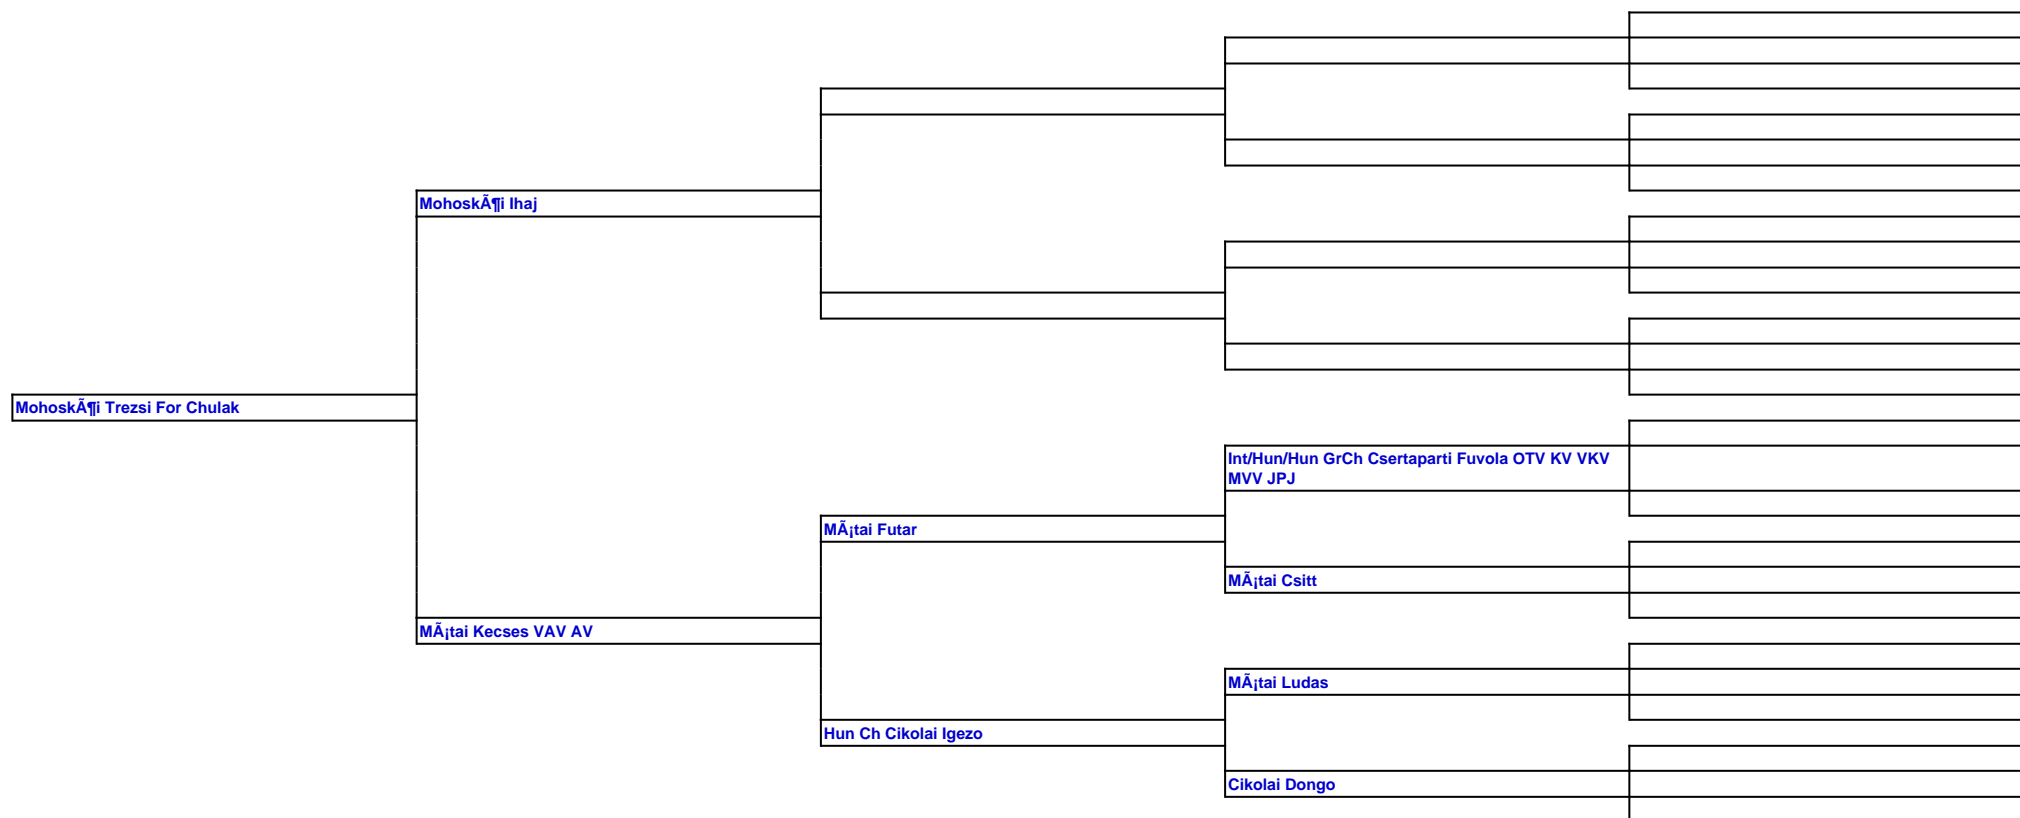 MohoskÃ¶i Ihaj
MohoskÃ¶i Trezsi For Chulak
Int/Hun/Hun GrCh Csertaparti Fuvola OTV KV VKV
MVV JPJ
MÃ¡tai Futar
MÃ¡tai Csitt
MÃ¡tai Kecses VAV AV
MÃ¡tai Ludas
Hun Ch Cikolai Igezo
Cikolai Dongo